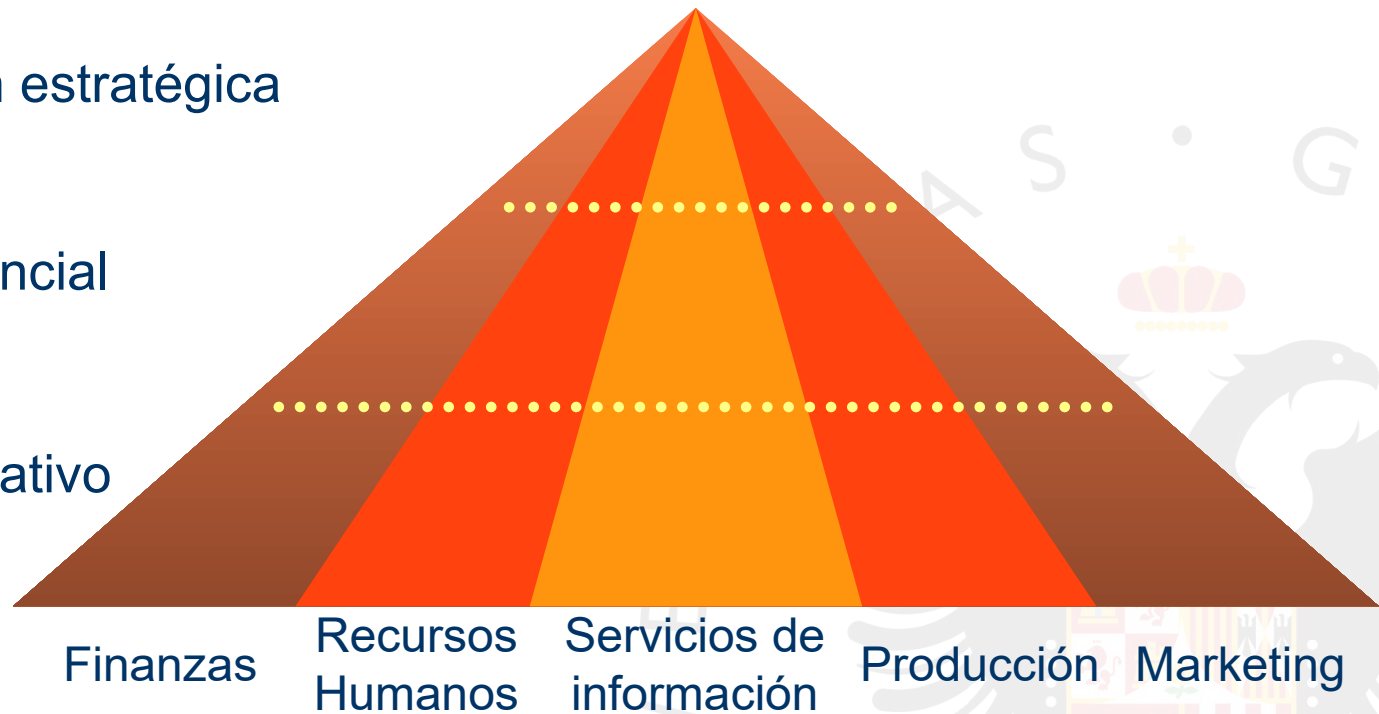 n estratégica
ncial
ativo
Finanzas
Recursos
Humanos
Servicios de
información
Producción
Marketing
A S · G